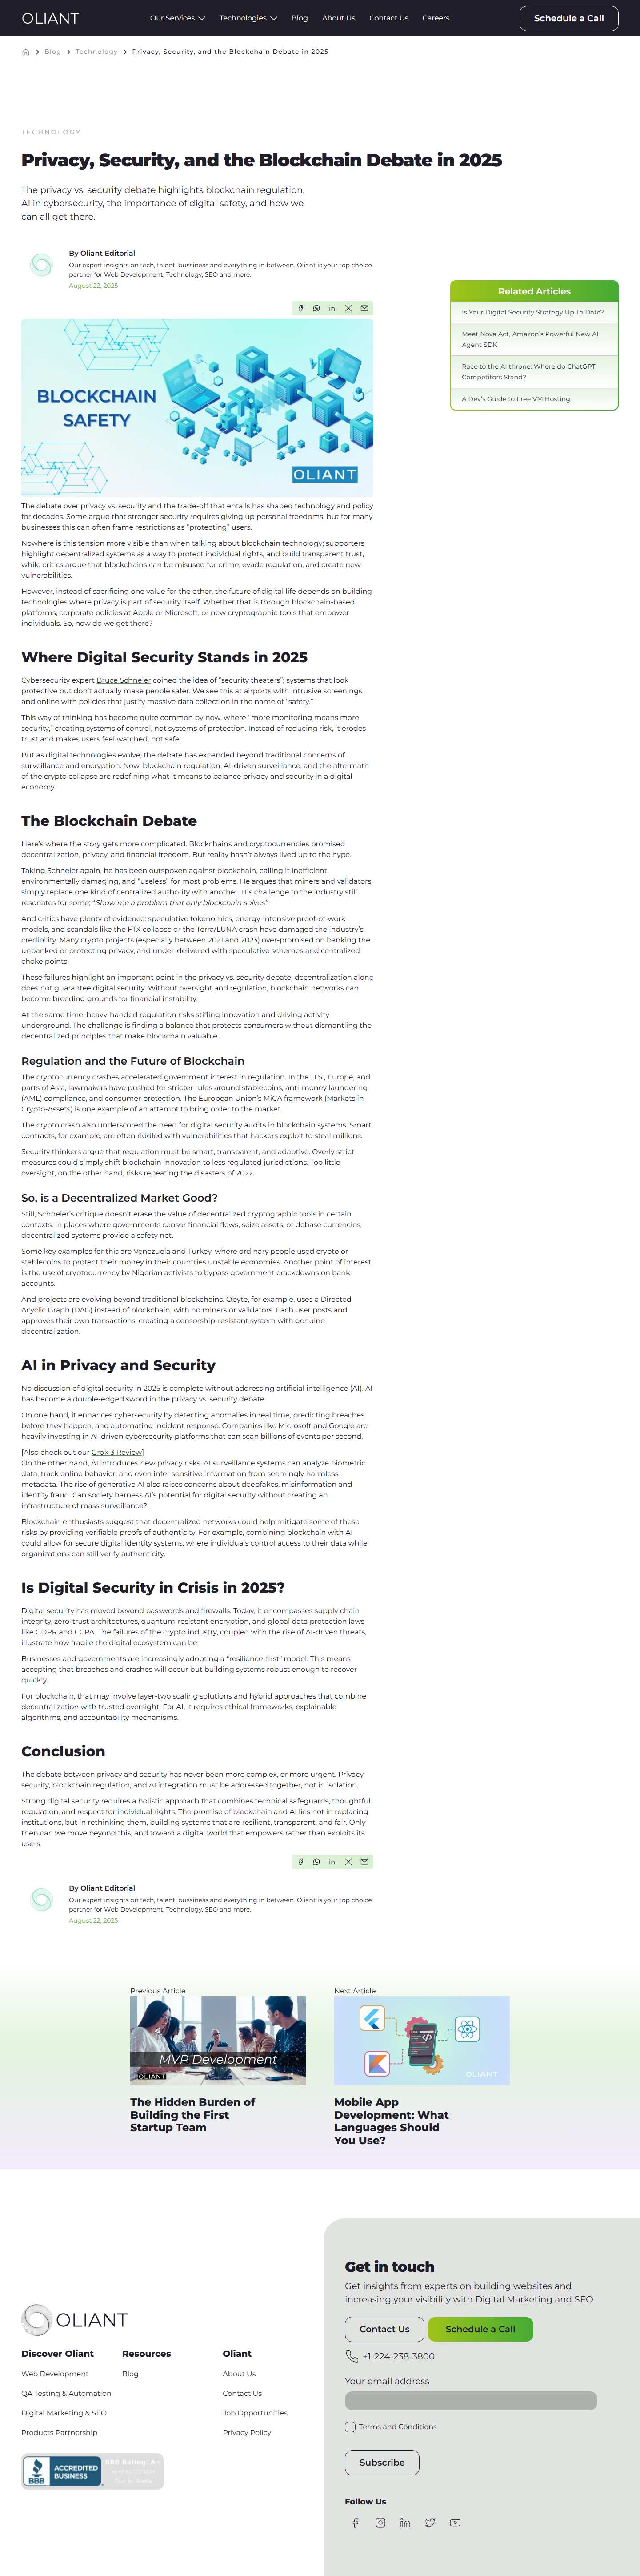 OLIANT
Our Services
Technologies
Blog
About Us
Contact Us
Careers
Schedule a Call
Blog
Technology
Privacy, Security, and the Blockchain Debate in 2025
TECHNOLOGY
Privacy, Security, and the Blockchain Debate in 2025
The privacy vs. security debate highlights blockchain regulation,
AI in cybersecurity, the importance of digital safety, and how we
can all get there.
By Oliant Editorial
Our expert insights on tech, talent, bussiness and everything in between. Oliant is your top choice
partner for Web Development, Technology, SEO and more.
August 22, 2025
Related Articles
Is Your Digital Security Strategy Up To Date?
Meet Nova Act, Amazon's Powerful New AI
Agent SDK
Race to the AI throne: Where do ChatGPT
Competitors Stand?
A Dev's Guide to Free VM Hosting
BLOCKCHAIN
SAFETY
OLIANT
The debate over privacy vs. security and the trade-off that entails has shaped technology and policy
for decades. Some argue that stronger security requires giving up personal freedoms, but for many
businesses this can often frame restrictions as “protecting” users.
Nowhere is this tension more visible than when talking about blockchain technology; supporters
highlight decentralized systems as a way to protect individual rights, and build transparent trust,
while critics argue that blockchains can be misused for crime, evade regulation, and create new
vulnerabilities.
However, instead of sacrificing one value for the other, the future of digital life depends on building
technologies where privacy is part of security itself. Whether that is through blockchain-based
platforms, corporate policies at Apple or Microsoft, or new cryptographic tools that empower
individuals. So, how do we get there?
Where Digital Security Stands in 2025
Cybersecurity expert Bruce Schneier coined the idea of “security theaters”; systems that look
protective but don't actually make people safer. We see this at airports with intrusive screenings
and online with policies that justify massive data collection in the name of “safety.”
This way of thinking has become quite common by now, where “more monitoring means more
security,” creating systems of control, not systems of protection. Instead of reducing risk, it erodes
trust and makes users feel watched, not safe.
But as digital technologies evolve, the debate has expanded beyond traditional concerns of
surveillance and encryption. Now, blockchain regulation, AI-driven surveillance, and the aftermath
of the crypto collapse are redefining what it means to balance privacy and security in a digital
economy.
The Blockchain Debate
Here's where the story gets more complicated. Blockchains and cryptocurrencies promised
decentralization, privacy, and financial freedom. But reality hasn't always lived up to the hype.
Taking Schneier again, he has been outspoken against blockchain, calling it inefficient,
environmentally damaging, and “useless” for most problems. He argues that miners and validators
simply replace one kind of centralized authority with another. His challenge to the industry still
resonates for some; “Show me a problem that only blockchain solves”
And critics have plenty of evidence: speculative tokenomics, energy-intensive proof-of-work
models, and scandals like the FTX collapse or the Terra/LUNA crash have damaged the industry's
credibility. Many crypto projects (especially between 2021 and 2023) over-promised on banking the
unbanked or protecting privacy, and under-delivered with speculative schemes and centralized
choke points.
These failures highlight an important point in the privacy vs. security debate: decentralization alone
does not guarantee digital security. Without oversight and regulation, blockchain networks can
become breeding grounds for financial instability.
At the same time, heavy-handed regulation risks stifling innovation and driving activity
underground. The challenge is finding a balance that protects consumers without dismantling the
decentralized principles that make blockchain valuable.
Regulation and the Future of Blockchain
The cryptocurrency crashes accelerated government interest in regulation. In the U.S., Europe, and
parts of Asia, lawmakers have pushed for stricter rules around stablecoins, anti-money laundering
(AML) compliance, and consumer protection. The European Union's MiCA framework (Markets in
Crypto-Assets) is one example of an attempt to bring order to the market.
The crypto crash also underscored the need for digital security audits in blockchain systems. Smart
contracts, for example, are often riddled with vulnerabilities that hackers exploit to steal millions.
Security thinkers argue that regulation must be smart, transparent, and adaptive. Overly strict
measures could simply shift blockchain innovation to less regulated jurisdictions. Too little
oversight, on the other hand, risks repeating the disasters of 2022.
So, is a Decentralized Market Good?
Still, Schneier's critique doesn't erase the value of decentralized cryptographic tools in certain
contexts. In places where governments censor financial flows, seize assets, or debase currencies,
decentralized systems provide a safety net.
Some key examples for this are Venezuela and Turkey, where ordinary people used crypto or
stablecoins to protect their money in their countries unstable economies. Another point of interest
is the use of cryptocurrency by Nigerian activists to bypass government crackdowns on bank
accounts.
And projects are evolving beyond traditional blockchains. Obyte, for example, uses a Directed
Acyclic Graph (DAG) instead of blockchain, with no miners or validators. Each user posts and
approves their own transactions, creating a censorship-resistant system with genuine
decentralization.
AI in Privacy and Security
No discussion of digital security in 2025 is complete without addressing artificial intelligence (AI). AI
has become a double-edged sword in the privacy vs. security debate.
On one hand, it enhances cybersecurity by detecting anomalies in real time, predicting breaches
before they happen, and automating incident response. Companies like Microsoft and Google are
heavily investing in AI-driven cybersecurity platforms that can scan billions of events per second.
[Also check out our Grok 3 Review]
On the other hand, AI introduces new privacy risks. AI surveillance systems can analyze biometric
data, track online behavior, and even infer sensitive information from seemingly harmless
metadata. The rise of generative AI also raises concerns about deepfakes, misinformation and
identity fraud. Can society harness AI's potential for digital security without creating an
infrastructure of mass surveillance?
Blockchain enthusiasts suggest that decentralized networks could help mitigate some of these
risks by providing verifiable proofs of authenticity. For example, combining blockchain with AI
could allow for secure digital identity systems, where individuals control access to their data while
organizations can still verify authenticity.
Is Digital Security in Crisis in 2025?
Digital security has moved beyond passwords and firewalls. Today, it encompasses supply chain
integrity, zero-trust architectures, quantum-resistant encryption, and global data protection laws
like GDPR and CCPA. The failures of the crypto industry, coupled with the rise of AI-driven threats,
illustrate how fragile the digital ecosystem can be.
Businesses and governments are increasingly adopting a “resilience-first” model. This means
accepting that breaches and crashes will occur but building systems robust enough to recover
quickly.
For blockchain, that may involve layer-two scaling solutions and hybrid approaches that combine
decentralization with trusted oversight. For AI, it requires ethical frameworks, explainable
algorithms, and accountability mechanisms.
Conclusion
The debate between privacy and security has never been more complex, or more urgent. Privacy,
security, blockchain regulation, and AI integration must be addressed together, not in isolation.
Strong digital security requires a holistic approach that combines technical safeguards, thoughtful
regulation, and respect for individual rights. The promise of blockchain and AI lies not in replacing
institutions, but in rethinking them, building systems that are resilient, transparent, and fair. Only
then can we move beyond this, and toward a digital world that empowers rather than exploits its
users.
By Oliant Editorial
Our expert insights on tech, talent, bussiness and everything in between. Oliant is your top choice
partner for Web Development, Technology, SEO and more.
August 22, 2025
Previous Article
MVP Development
OLIANT
The Hidden Burden of
Building the First
Startup Team
Next Article
OLIANT
Mobile App
Development: What
Languages Should
You Use?
OLIANT
Discover Oliant
Web Development
QA Testing & Automation
Digital Marketing & SEO
Products Partnership
Resources
Blog
Oliant
About Us
Contact Us
Job Opportunities
Privacy Policy
BBB
ACCREDITED
BUSINESS
BBB Rating: A+
Get in touch
Get insights from experts on building websites and
increasing your visibility with Digital Marketing and SEO
Contact Us
Schedule a Call
+1-224-238-3800
Your email address
Terms and Conditions
Subscribe
Follow Us